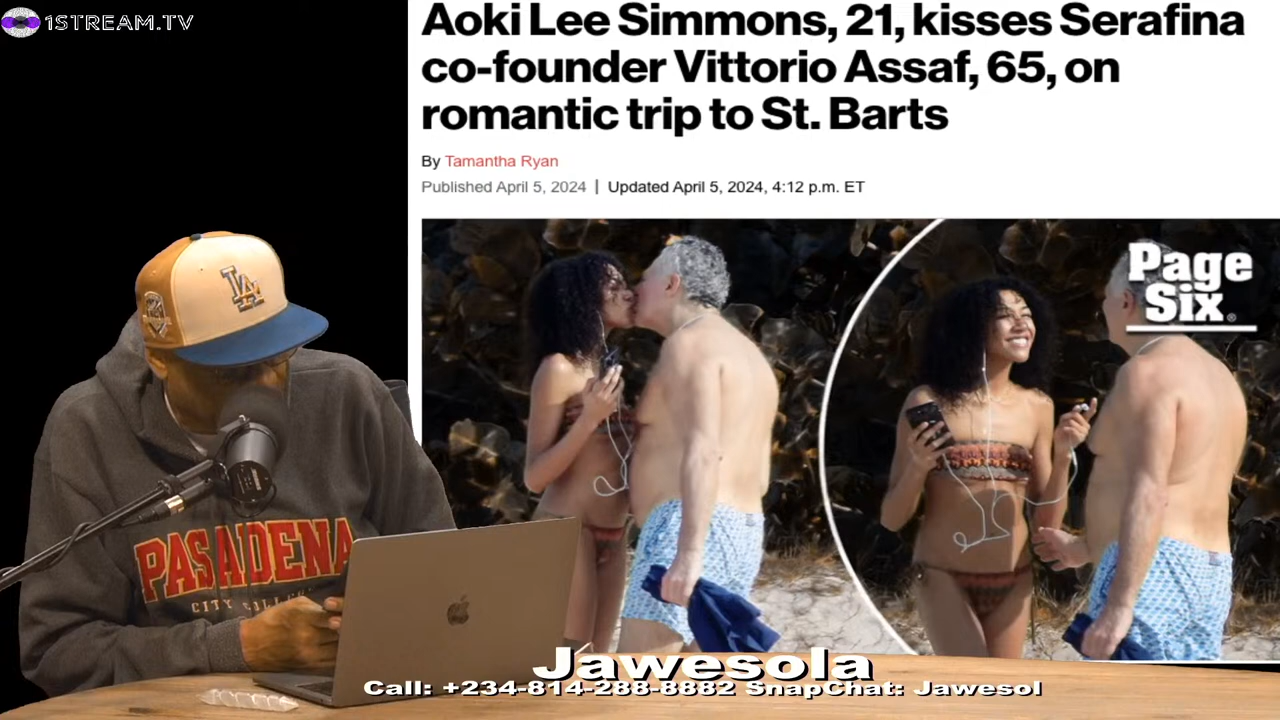 1STREAM.TV
Aoki Lee Simmons, 21, kisses Serafina
co-founder Vittorio Assaf, 65, on
romantic trip to St. Barts
By Tamantha Ryan
Published April 5, 2024 | Updated April 5, 2024, 4:12 p.m. ET
Page
Six
LA
PASADENA
CITY COLLEGE
Jawesola
Call: +234-814-288-8882 SnapChat: Jawesol